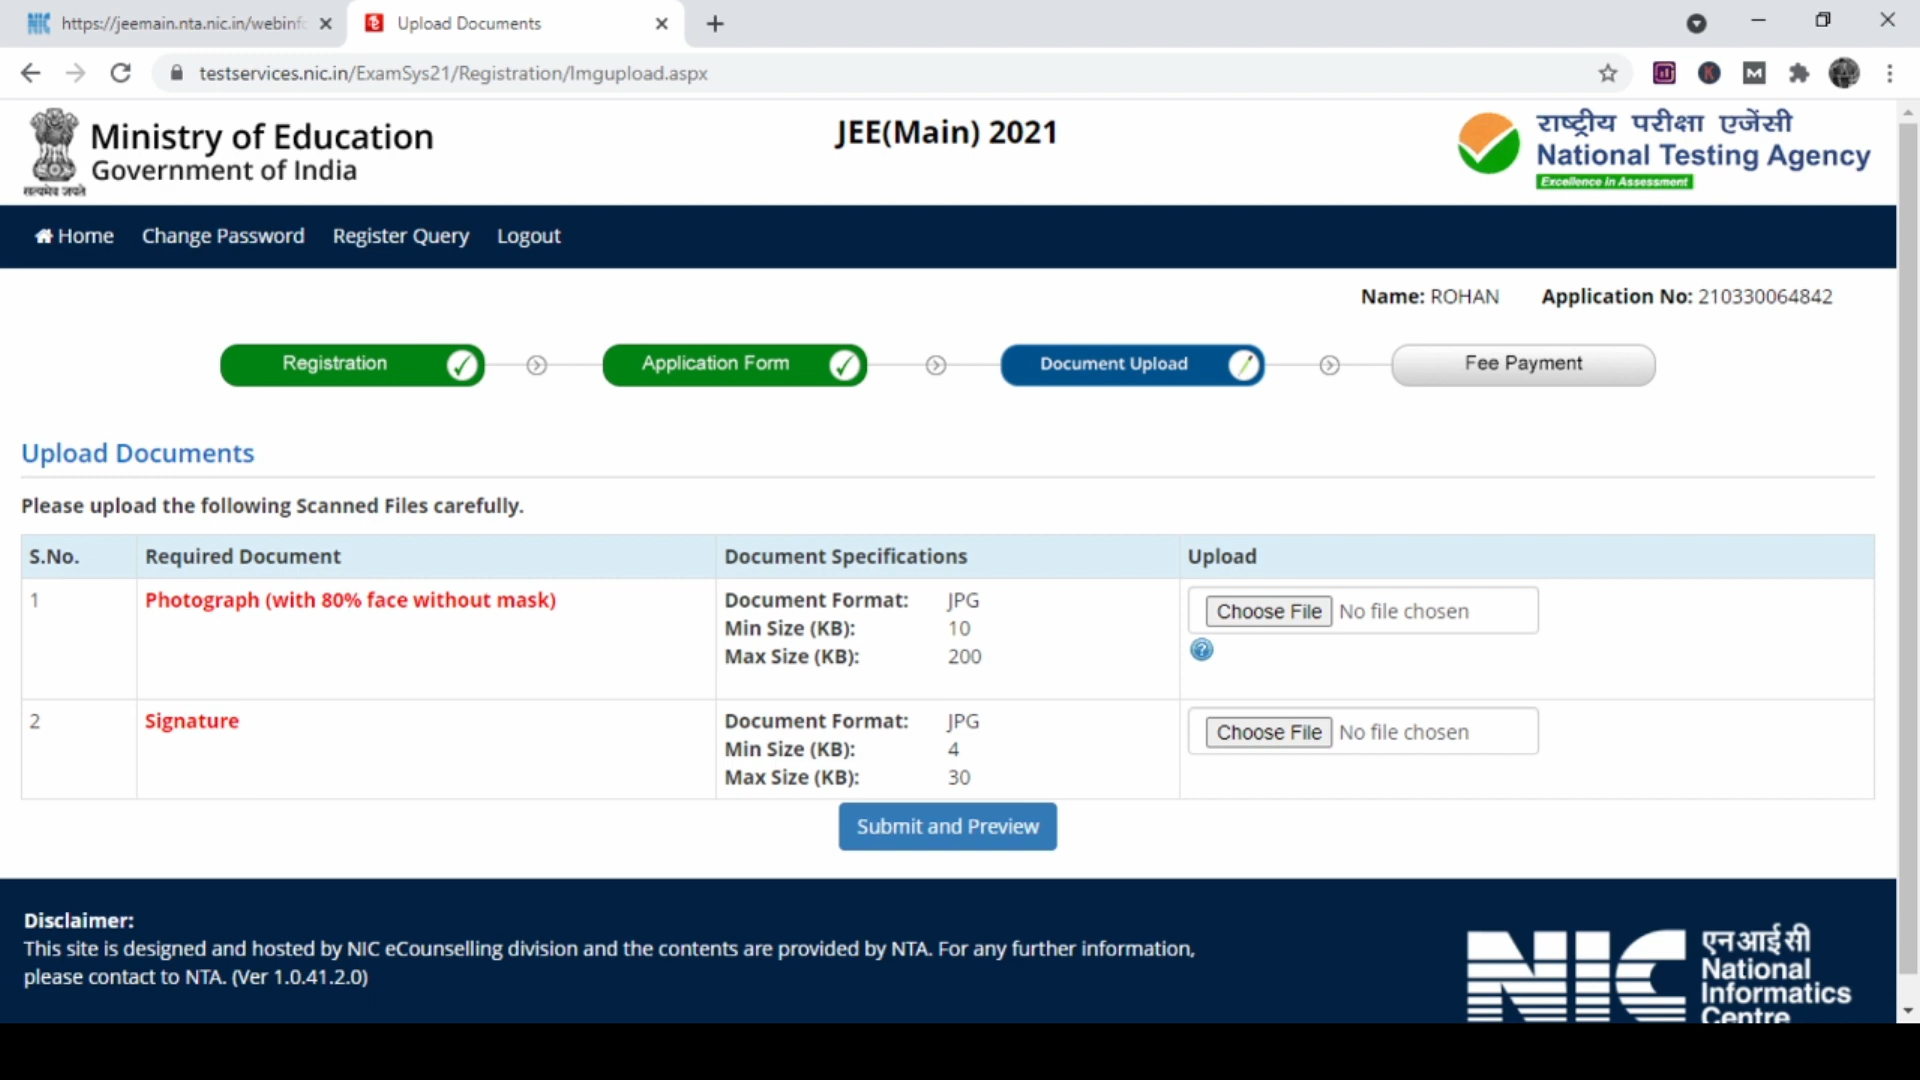 https://jeemain.nta.nic.in/webinfo
Upload Documents
testservices.nic.in/ExamSys21/Registration/Imgupload.aspx
सत्यमेव जयते
Ministry of Education
Government of India
JEE(Main) 2021
राष्ट्रीय परीक्षा एजेंसी
National Testing Agency
Excellence in Assessment
Home Change Password Register Query Logout
Name: ROHAN Application No: 210330064842
Registration Application Form Document Upload Fee Payment
Upload Documents
Please upload the following Scanned Files carefully.
S.No. Required Document Document Specifications Upload
1 Photograph (with 80% face without mask) Document Format: JPG Choose File No file chosen
Min Size (KB): 10
Max Size (KB): 200
2 Signature Document Format: JPG Choose File No file chosen
Min Size (KB): 4
Max Size (KB): 30
Submit and Preview
Disclaimer:
This site is designed and hosted by NIC eCounselling division and the contents are provided by NTA. For any further information,
please contact to NTA. (Ver 1.0.41.2.0)
NIC
एनआईसी
National
Informatics
Centre